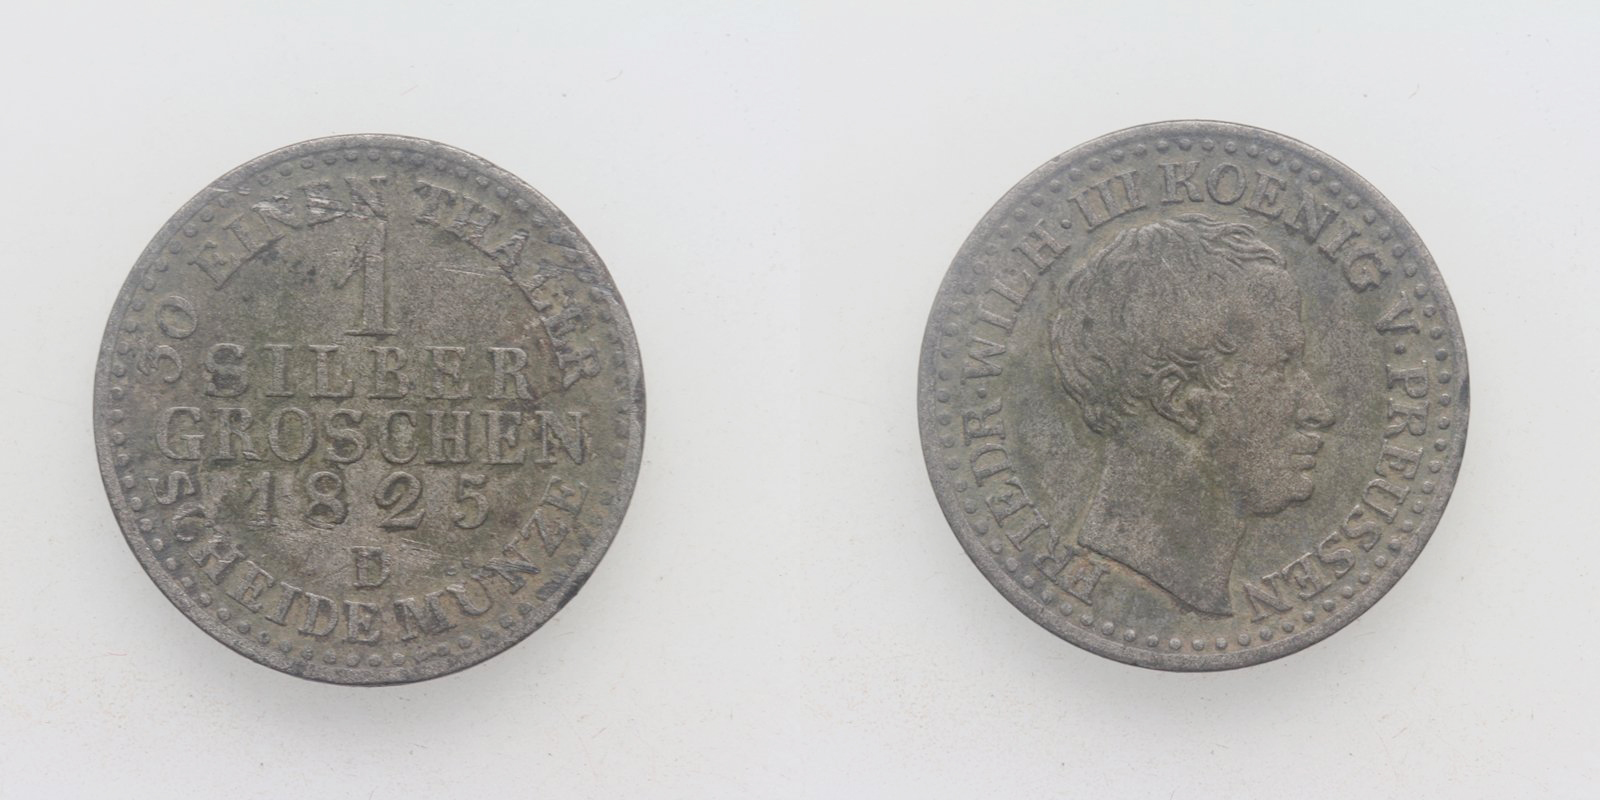 30 EINEN THALER
1
SILBER
GROSCHEN
1825
D
SCHEIDEMUNZE
FRIEDR·WILH·III KOENIG V·PREUSSEN